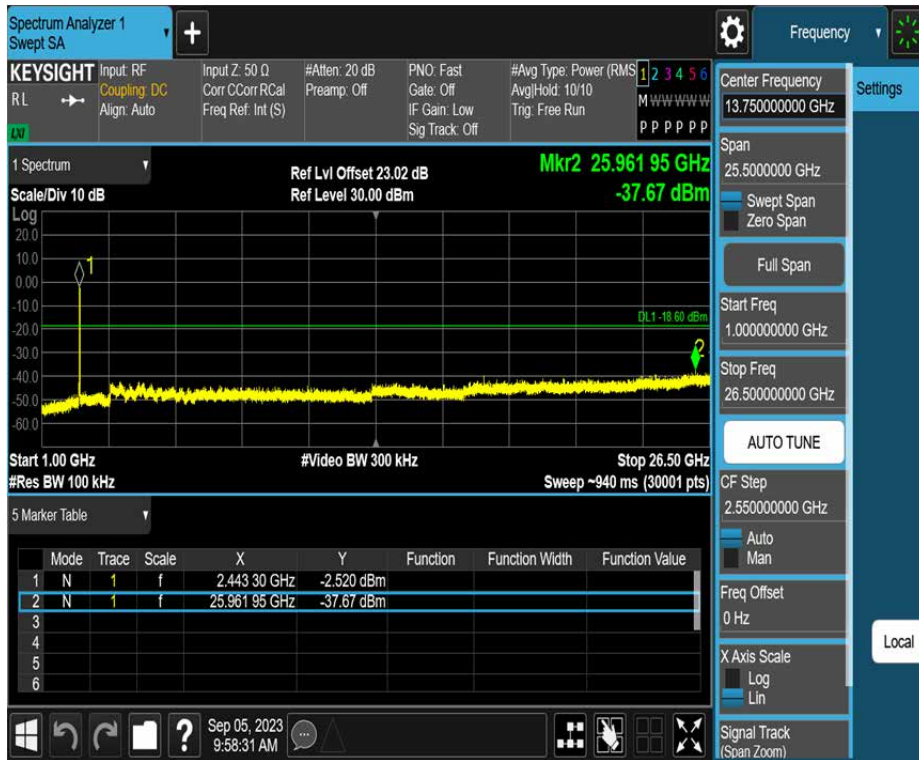 Spectrum Analyzer 1
Swept SA
+
Frequency
KEYSIGHT
RL
LXI
Input: RF
Coupling: DC
Align: Auto
Input Z: 50 Ω
Corr CCorr RCal
Freq Ref: Int (S)
#Atten: 20 dB
Preamp: Off
PNO: Fast
Gate: Off
IF Gain: Low
Sig Track: Off
#Avg Type: Power (RMS
Avg|Hold: 10/10
Trig: Free Run
1 2 3 4 5 6
M W W W W W
P P P P P P
Center Frequency
13.750000000 GHz
Settings
Span
25.5000000 GHz
Swept Span
Zero Span
Full Span
Start Freq
1.000000000 GHz
Stop Freq
26.500000000 GHz
AUTO TUNE
CF Step
2.550000000 GHz
Auto
Man
Freq Offset
0 Hz
X Axis Scale
Log
Lin
Signal Track
(Span Zoom)
Local
1 Spectrum
Scale/Div 10 dB
Ref Lvl Offset 23.02 dB
Ref Level 30.00 dBm
Mkr2 25.961 95 GHz
-37.67 dBm
Log
20.0
10.0
0.00
-10.0
-20.0
-30.0
-40.0
-50.0
-60.0
1
2
DL1 -18.60 dBm
Start 1.00 GHz
#Video BW 300 kHz
Stop 26.50 GHz
#Res BW 100 kHz
Sweep ~940 ms (30001 pts)
5 Marker Table
Mode Trace Scale X Y Function Function Width Function Value
1 N 1 f 2.443 30 GHz -2.520 dBm
2 N 1 f 25.961 95 GHz -37.67 dBm
3
4
5
6
?
Sep 05, 2023
9:58:31 AM